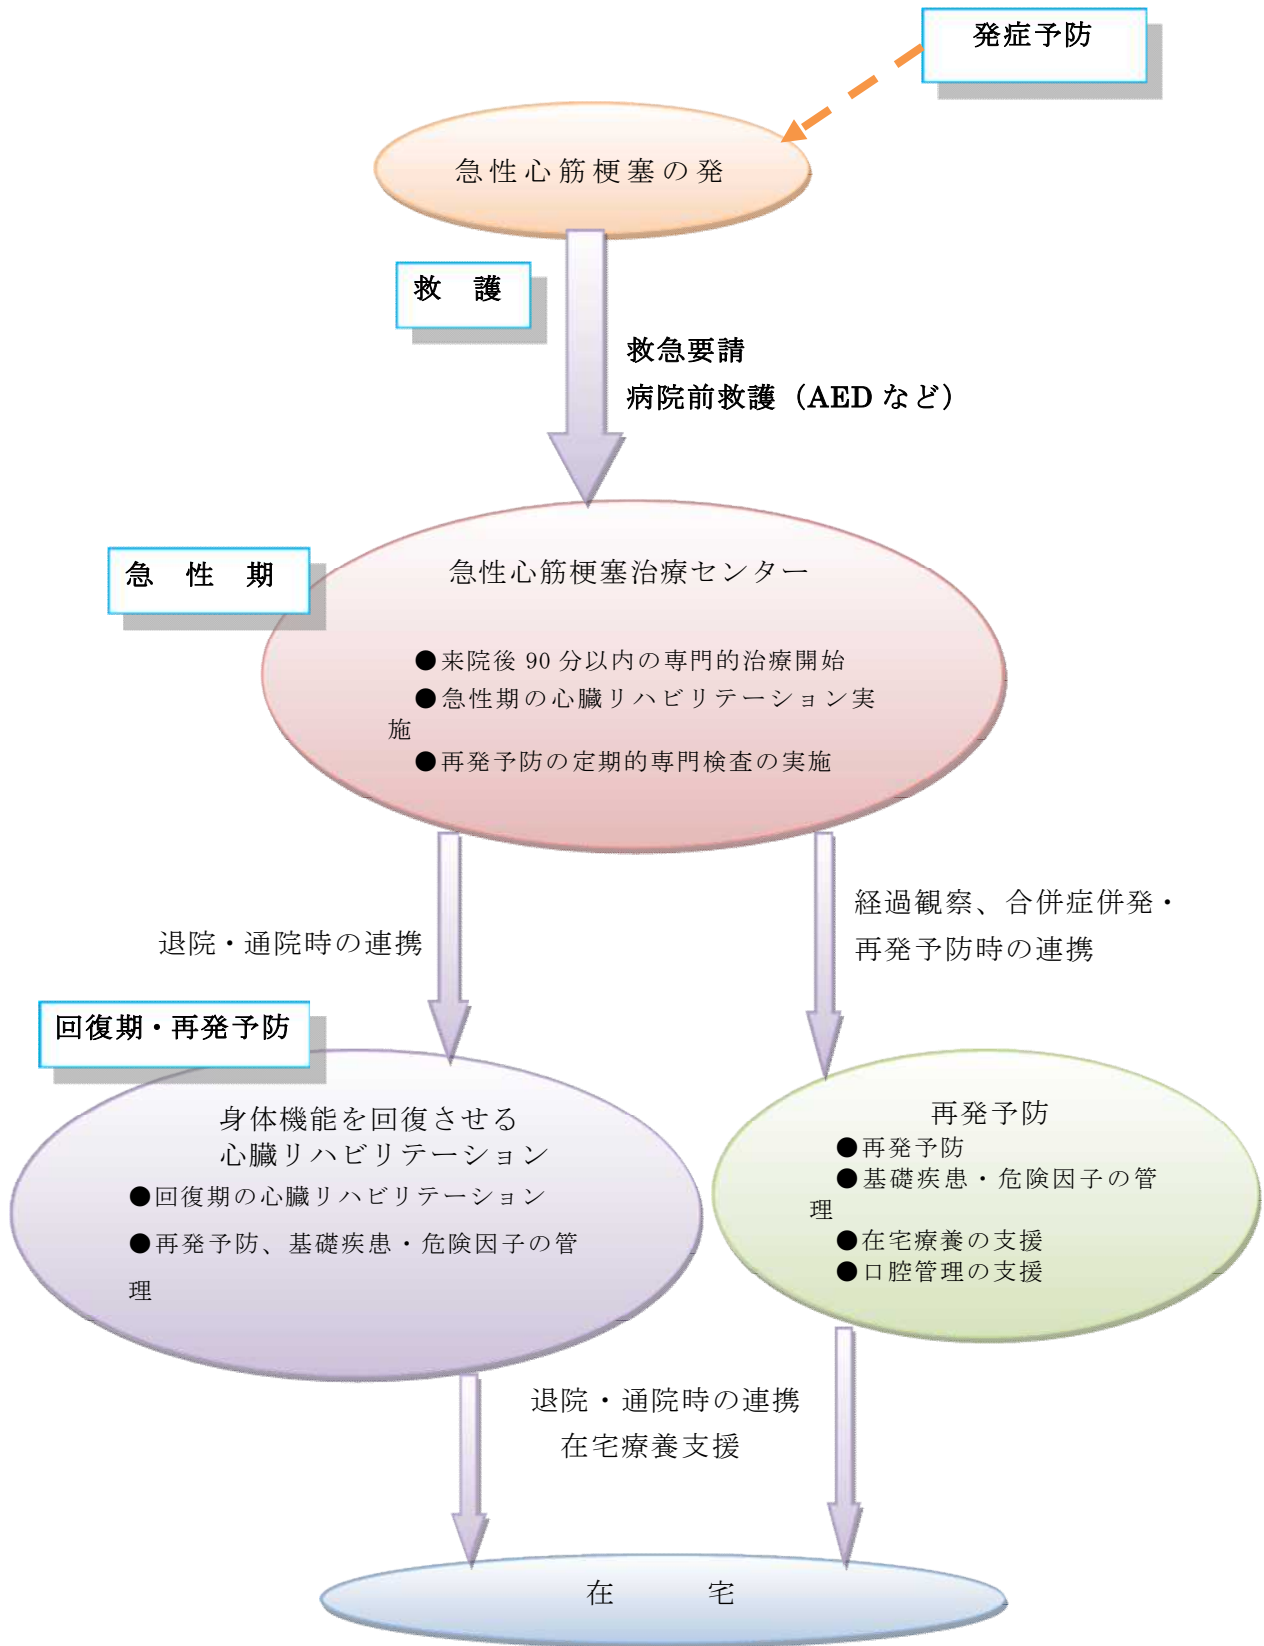 発症予防
急性心筋梗塞の発
救　護
救急要請
病院前救護（AED など）
急　性　期
急性心筋梗塞治療センター
●来院後 90 分以内の専門的治療開始
●急性期の心臓リハビリテーション実
施
●再発予防の定期的専門検査の実施
退院・通院時の連携
経過観察、合併症併発・
再発予防時の連携
回復期・再発予防
身体機能を回復させる
心臓リハビリテーション
●回復期の心臓リハビリテーション
●再発予防、基礎疾患・危険因子の管
理
再発予防
●再発予防
●基礎疾患・危険因子の管
理
●在宅療養の支援
●口腔管理の支援
退院・通院時の連携
在宅療養支援
在　　　宅